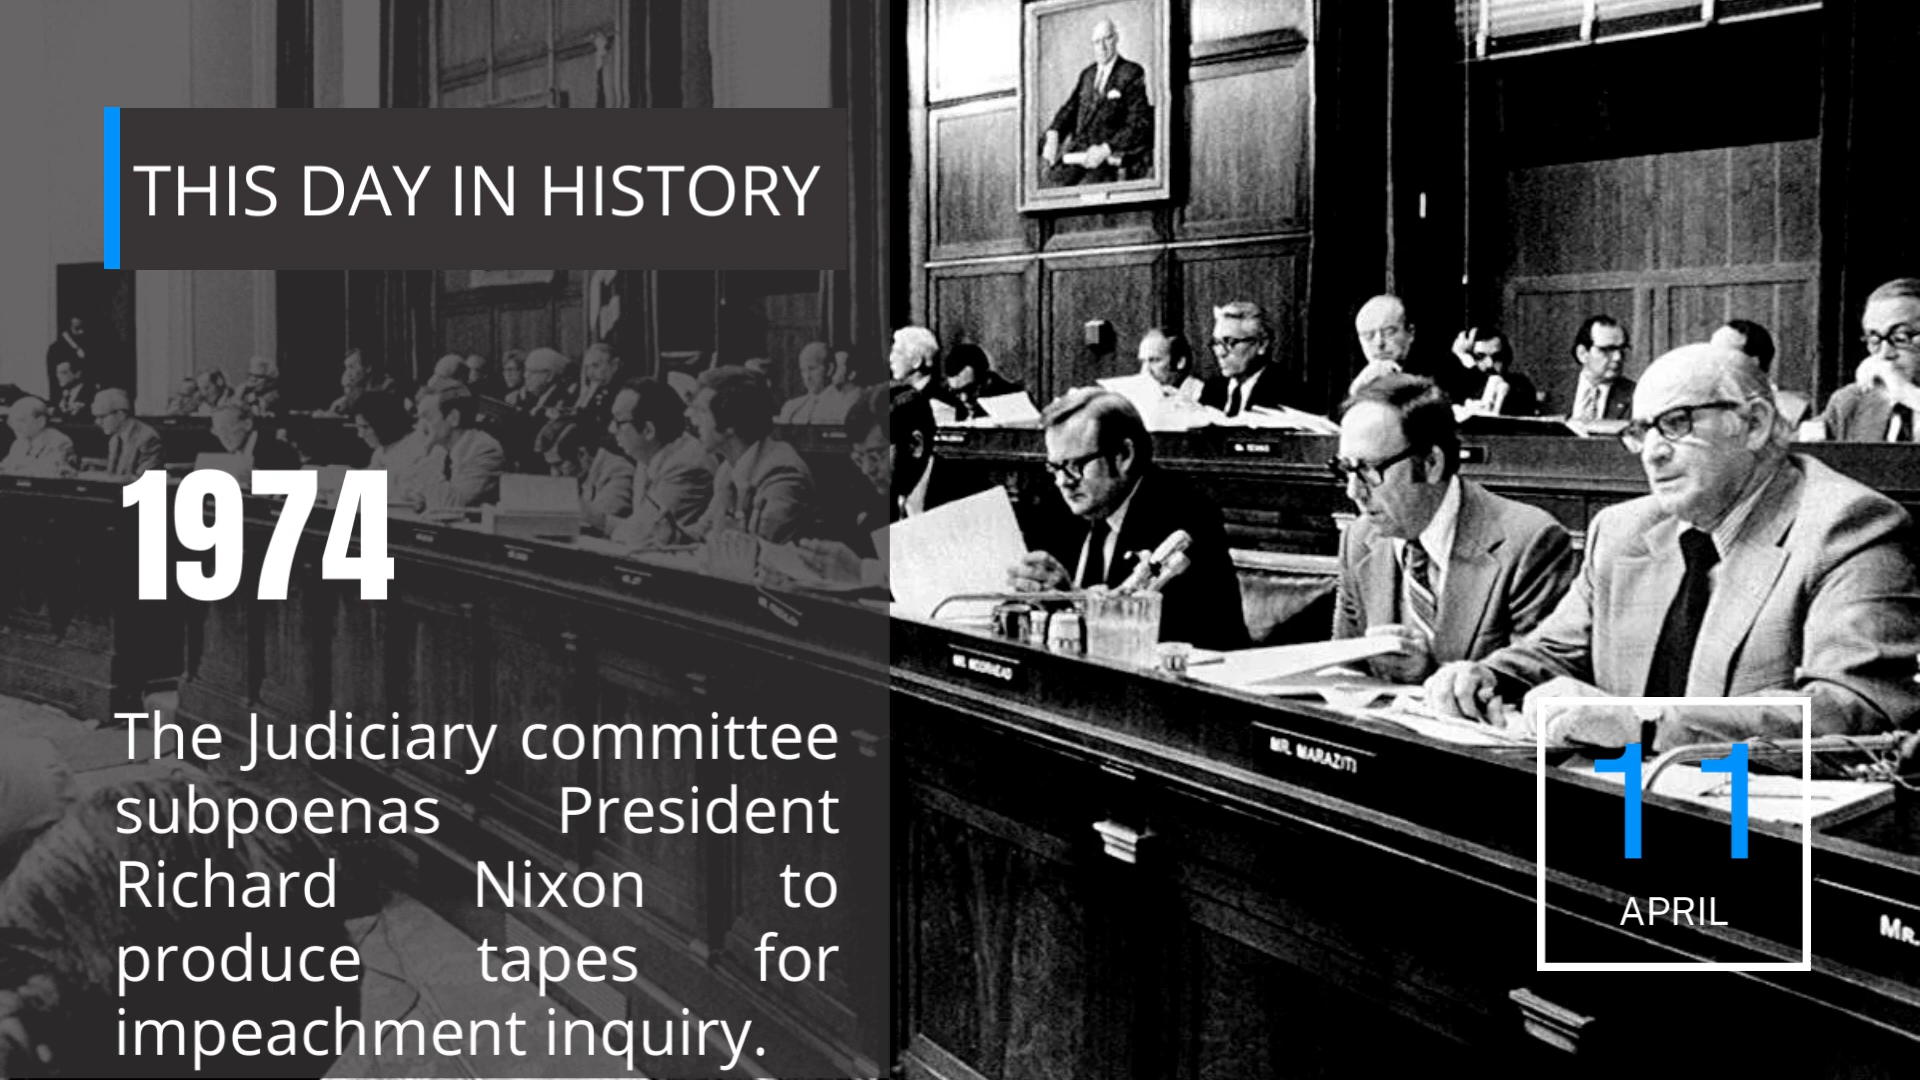 THIS DAY IN HISTORY
1974
The Judiciary committee
subpoenas President
Richard Nixon to
produce tapes for
impeachment inquiry.
MR. MARAZITI
11
APRIL
MR.